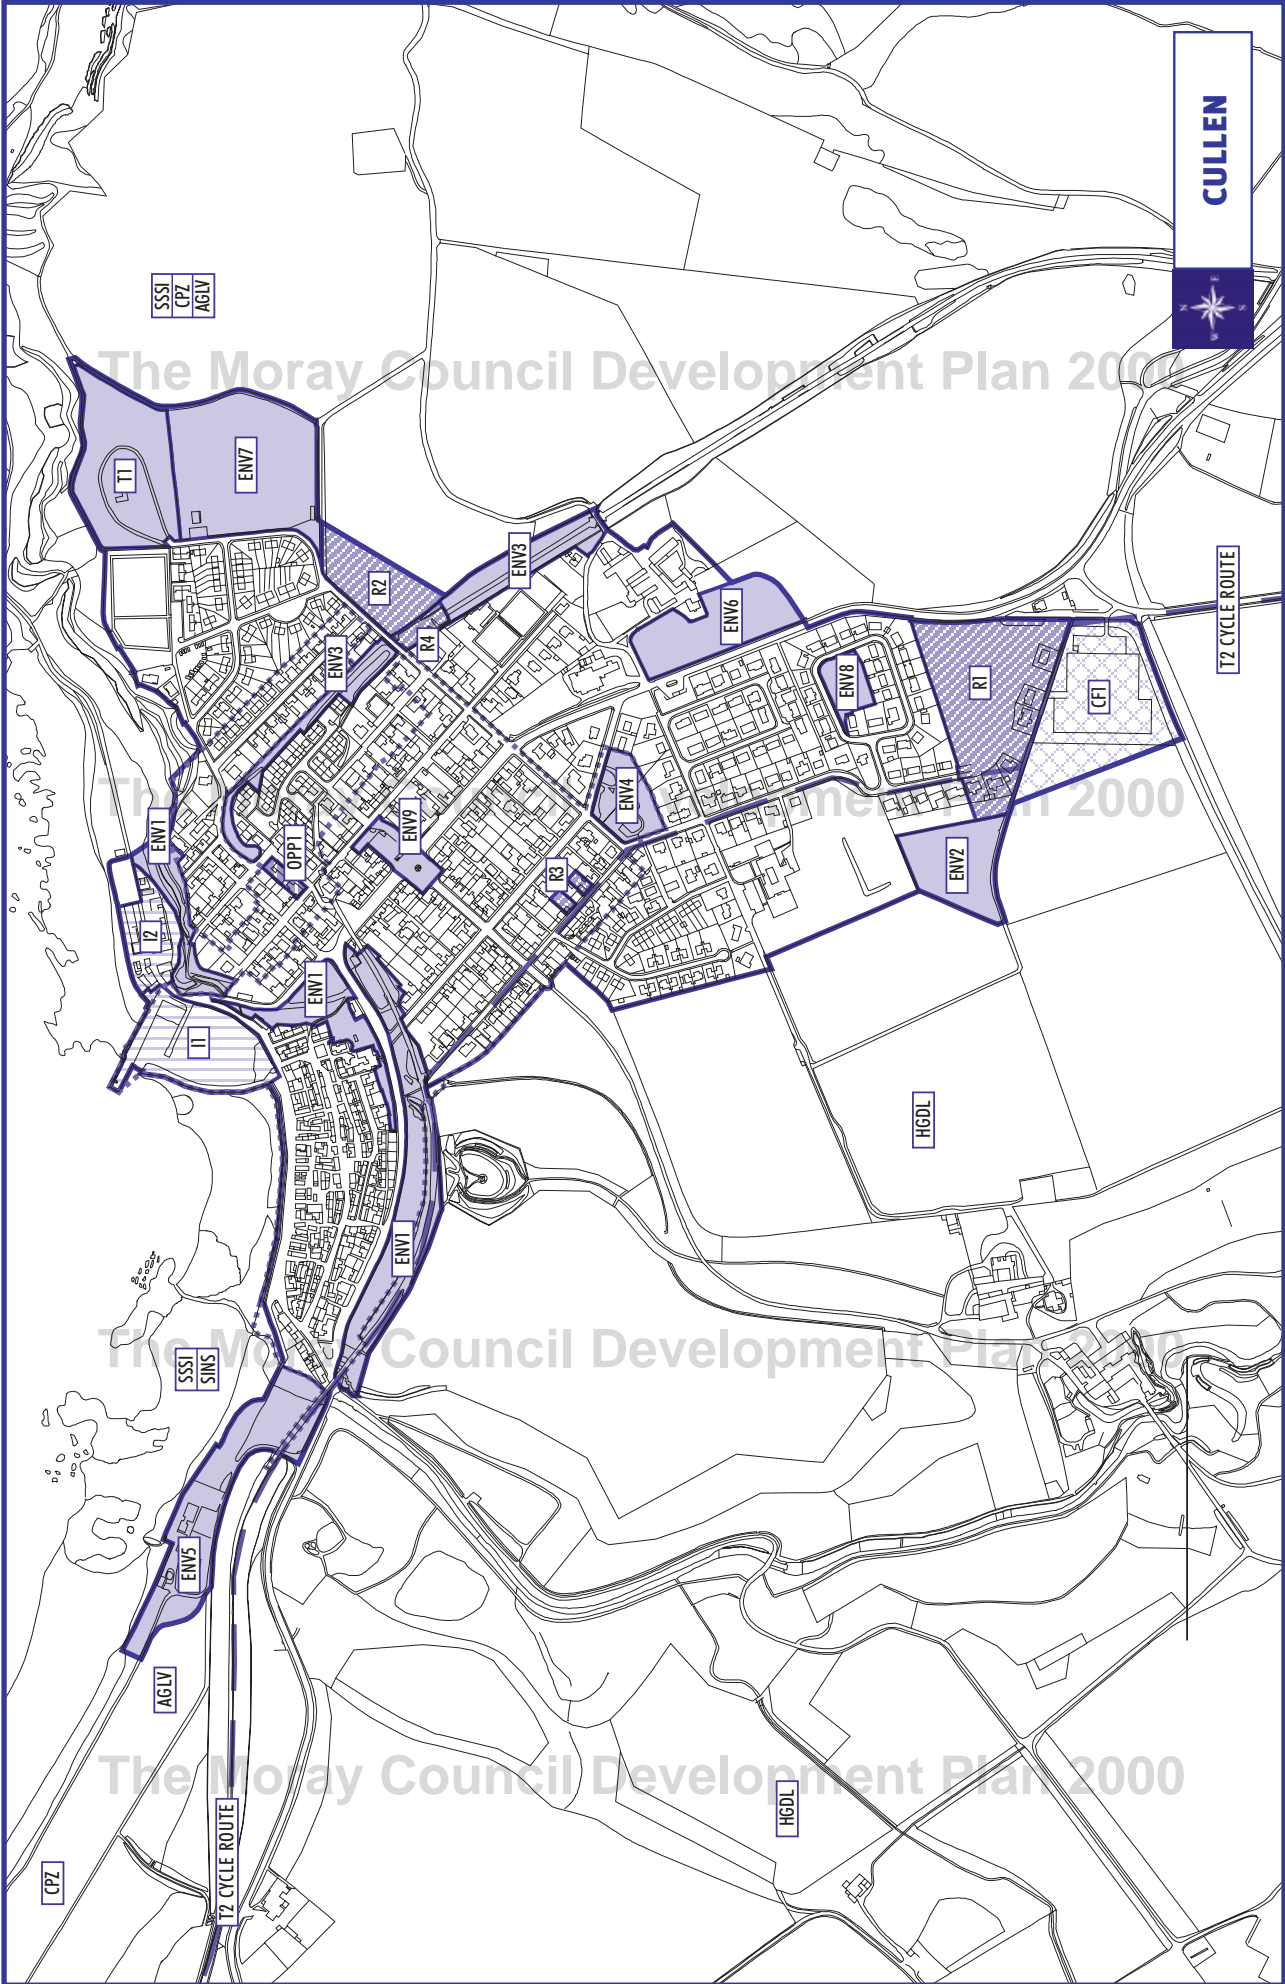 CULLEN
N
E
S
W
SSSI
CPZ
AGLV
The Moray Council Development Plan 2000
T1
ENV7
R2
ENV3
R4
ENV3
ENV6
ENV8
R1
CF1
T2 CYCLE ROUTE
The Moray Council Development Plan 2000
ENV1
OPP1
ENV9
ENV4
R3
ENV2
I2
ENV1
I1
HGDL
ENV1
SSSI
SINS
The Moray Council Development Plan 2000
ENV5
AGLV
The Moray Council Development Plan 2000
HGDL
CPZ
T2 CYCLE ROUTE